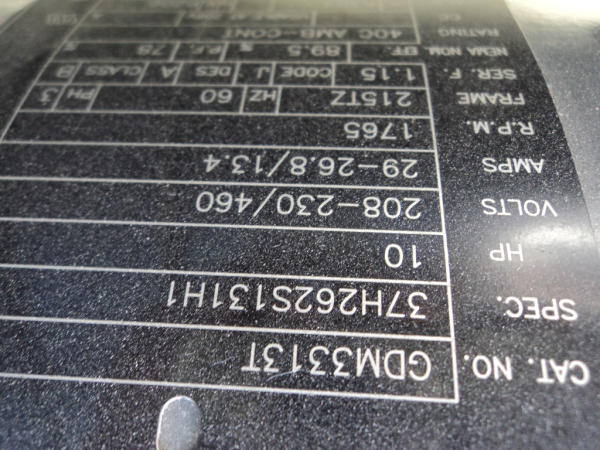 CAT. NO. GDM3313T
SPEC. 37H262S131H1
HP 10
VOLTS 208-230/460
AMPS 29-26.8/13.4
R.P.M. 1765
FRAME 215TZ HZ 60 PH 3
SER. F. 1.15 CODE J DES A CLASS B
NEMA NOM. EFF. 89.5 % P.F. 78 %
RATING 40C AMB-CONT
CC